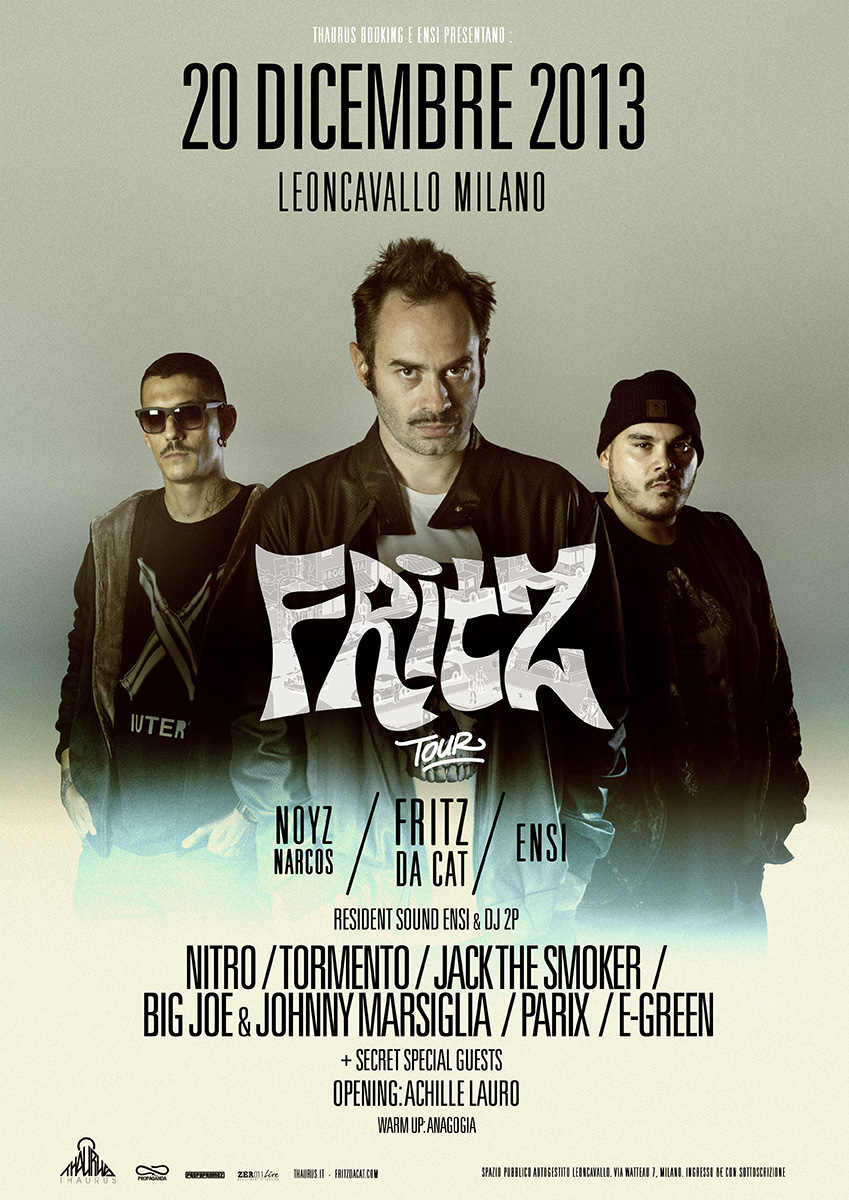 THAURUS BOOKING E ENSI PRESENTANO :
20 DICEMBRE 2013
LEONCAVALLO MILANO
IUTER
FRITZ
TOUR
NOYZ NARCOS / FRITZ DA CAT / ENSI
RESIDENT SOUND ENSI & DJ 2P
NITRO / TORMENTO / JACK THE SMOKER /
BIG JOE & JOHNNY MARSIGLIA / PARIX / E-GREEN
+ SECRET SPECIAL GUESTS
OPENING: ACHILLE LAURO
WARM UP: ANAGOGIA
THAURUS
PROPAGANDA
THAURUS.IT - FRITZDACAT.COM
SPAZIO PUBBLICO AUTOGESTITO LEONCAVALLO. VIA WATTEAU 7, MILANO. INGRESSO 8€ CON SOTTOSCRIZIONE